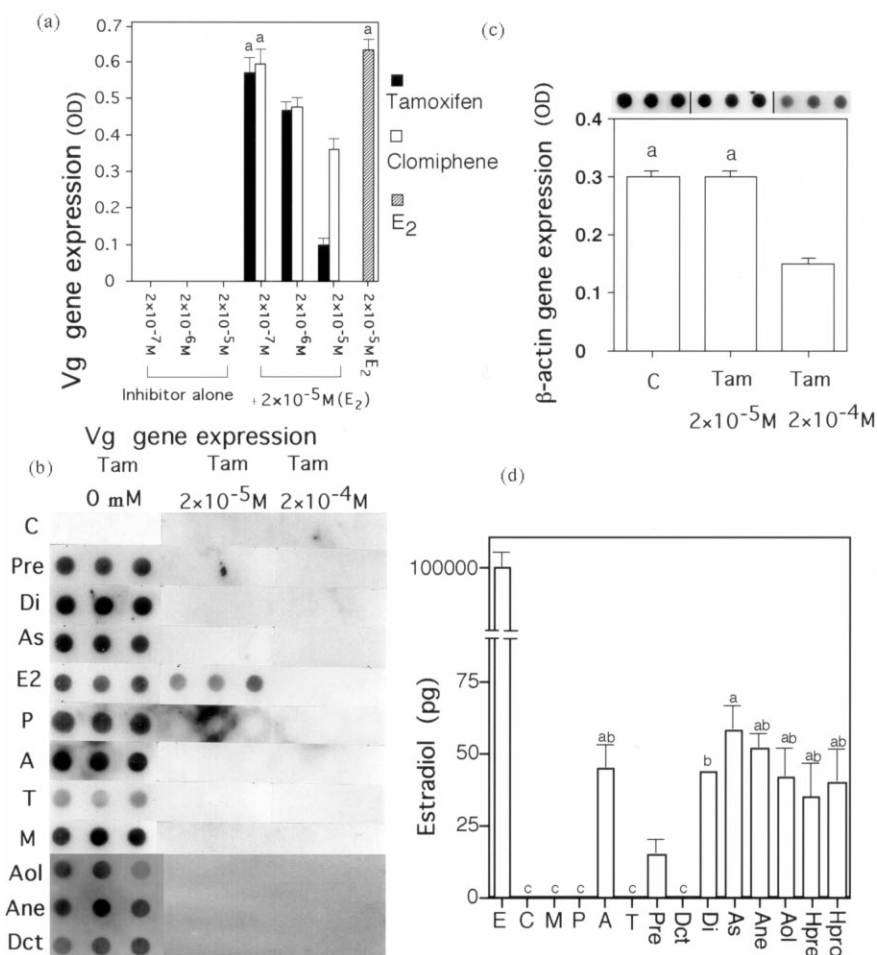 (a)
Vg gene expression (OD)
0.7
0.6
0.5
0.4
0.3
0.2
0.1
0
a
a
a
Tamoxifen
Clomiphene
E2
2×10-7M
2×10-6M
2×10-5M
2×10-7M
2×10-6M
2×10-5M
2×10-5M E2
Inhibitor alone
+2×10-5M(E2)
(c)
β-actin gene expression (OD)
0.4
0.3
0.2
0.1
0
a
a
C
Tam
Tam
2×10-5M
2×10-4M
Vg gene expression
(b)
Tam
Tam
Tam
0 mM
2×10-5M
2×10-4M
C
Pre
Di
As
E2
P
A
T
M
Aol
Ane
Dct
(d)
Estradiol (pg)
100000
75
50
25
0
c
c
c
ab
c
c
b
a
ab
ab
ab
ab
E
C
M
P
A
T
Pre
Dct
Di
As
Ane
Aol
Hpre
Hpro